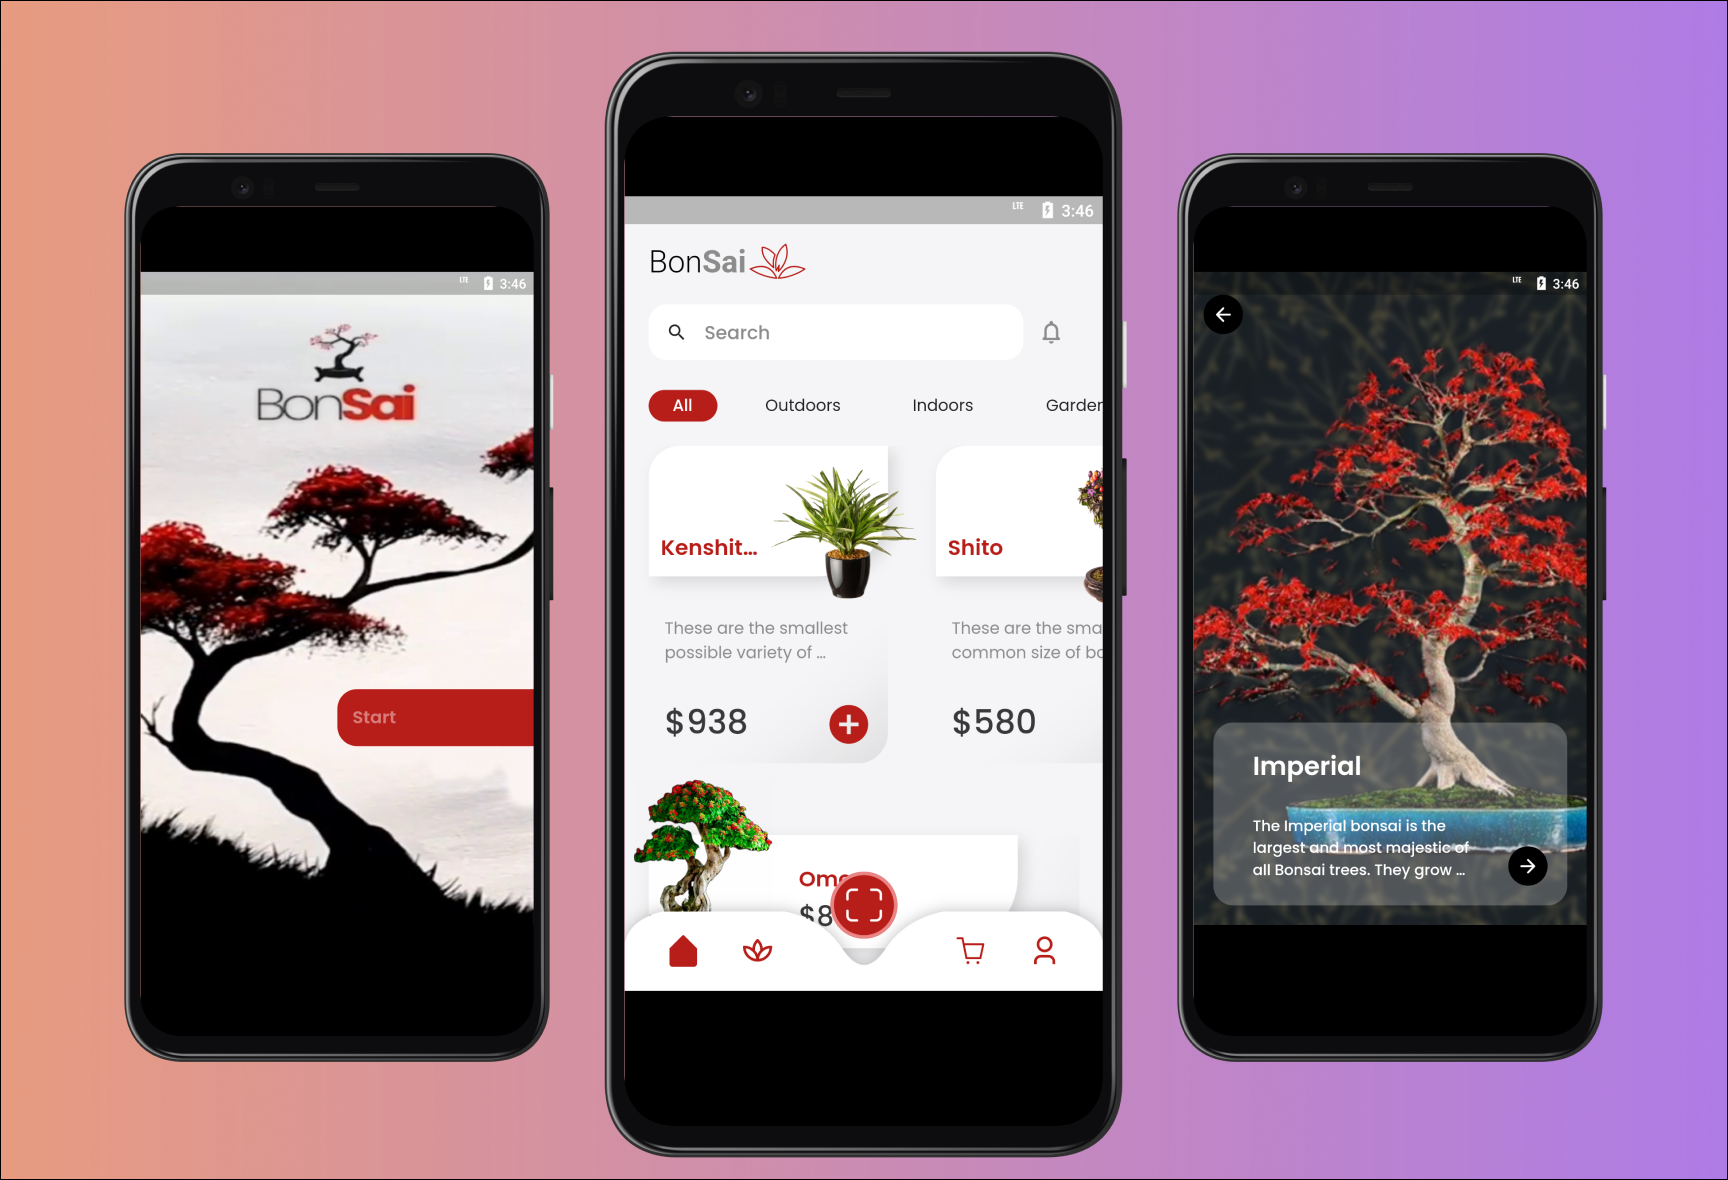 LTE 3:46
BonSai
Start
LTE 3:46
BonSai
Search
All Outdoors Indoors Garden
Kenshit...
These are the smallest
possible variety of ...
$938
Shito
These are the sma
common size of bo
$580
Om
$8
LTE 3:46
Imperial
The Imperial bonsai is the
largest and most majestic of
all Bonsai trees. They grow ...